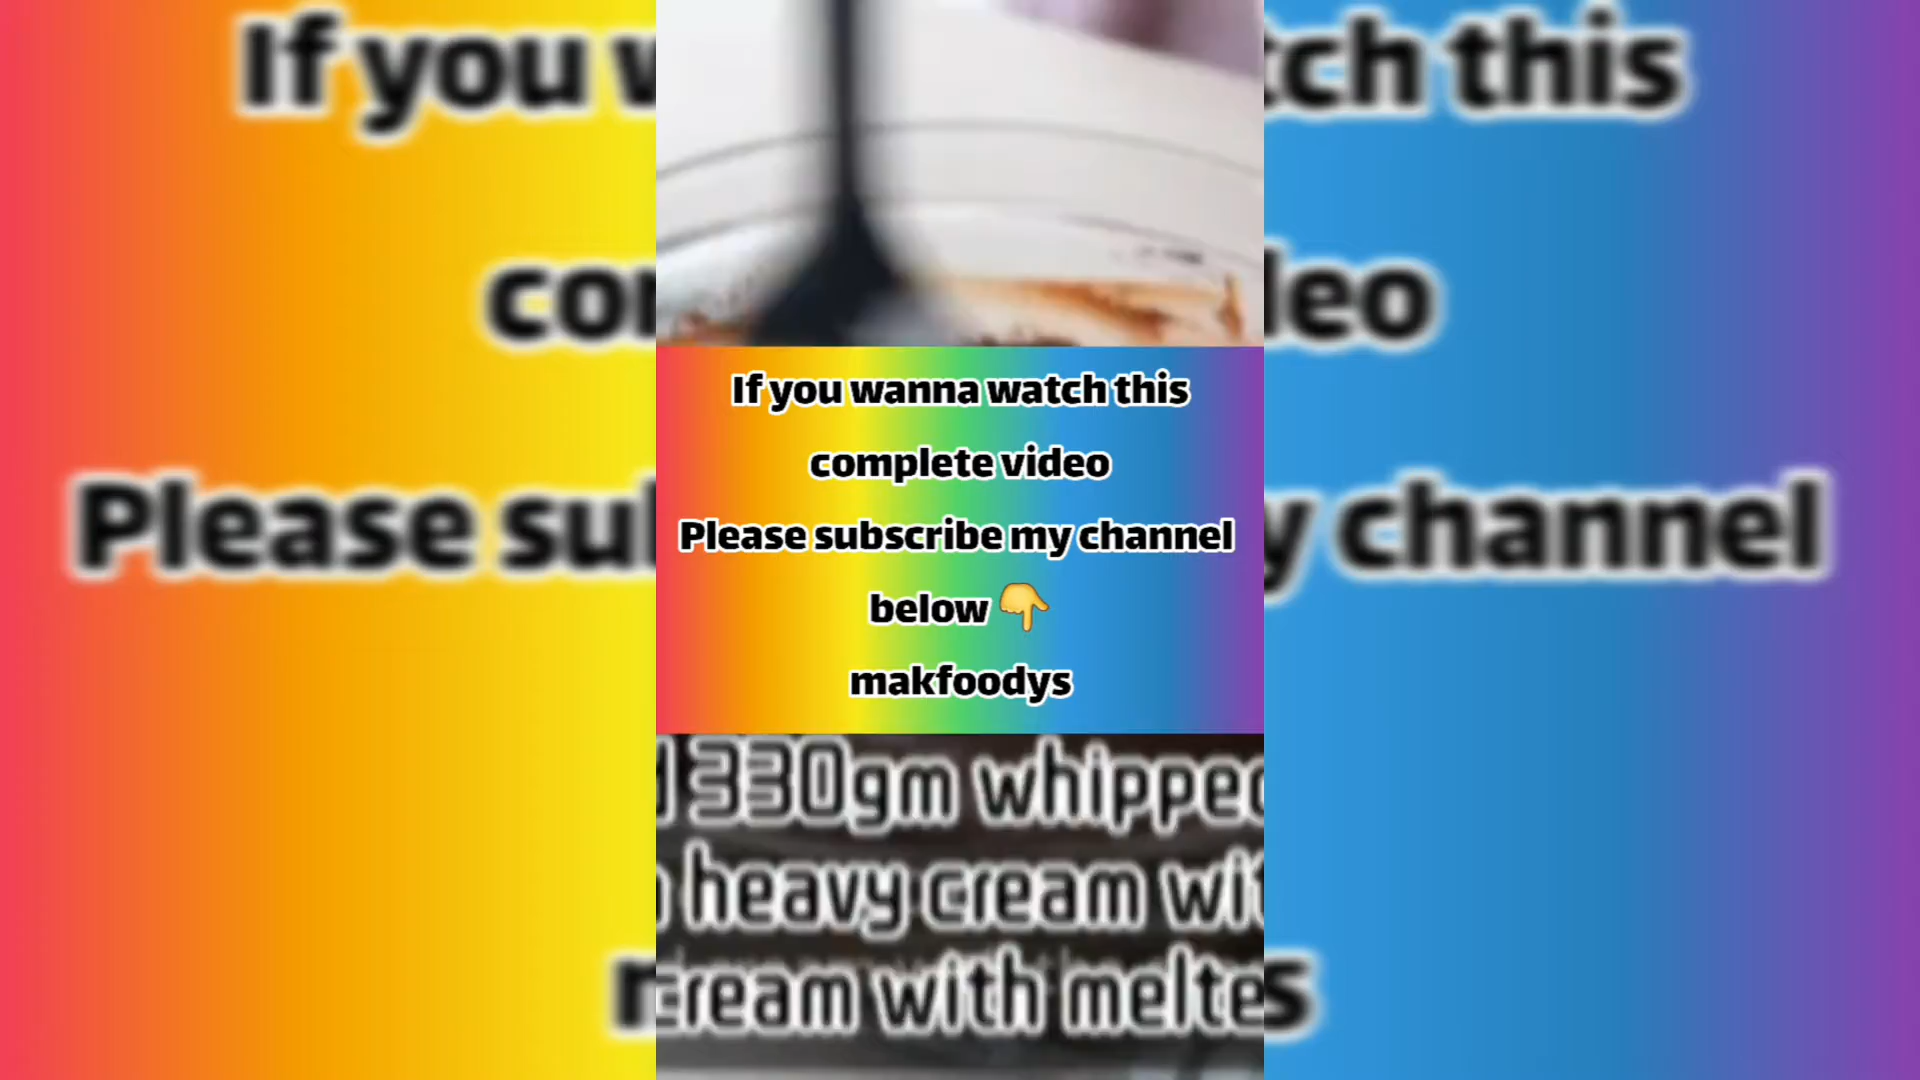 If you wanna watch this
complete video
Please subscribe my channel
below 👇
makfoodys
330gm whipped
heavy cream wit
cream with meltes